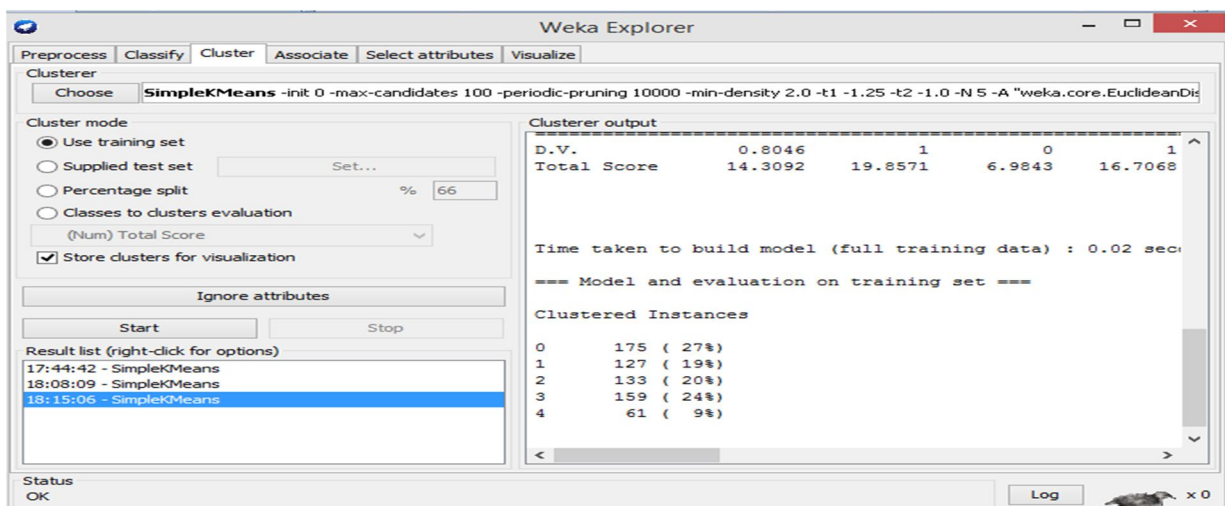 Weka Explorer
Preprocess Classify Cluster Associate Select attributes Visualize
Clusterer
Choose SimpleKMeans -init 0 -max-candidates 100 -periodic-pruning 10000 -min-density 2.0 -t1 -1.25 -t2 -1.0 -N 5 -A "weka.core.EuclideanDis
Cluster mode
Use training set
Supplied test set Set...
Percentage split % 66
Classes to clusters evaluation
(Num) Total Score
Store clusters for visualization
Ignore attributes
Start Stop
Result list (right-click for options)
17:44:42 - SimpleKMeans
18:08:09 - SimpleKMeans
18:15:06 - SimpleKMeans
Clusterer output
D.V. 0.8046 1 0 1
Total Score 14.3092 19.8571 6.9843 16.7068
Time taken to build model (full training data) : 0.02 seco
=== Model and evaluation on training set ===
Clustered Instances
0 175 ( 27%)
1 127 ( 19%)
2 133 ( 20%)
3 159 ( 24%)
4 61 ( 9%)
Status
OK
Log x 0